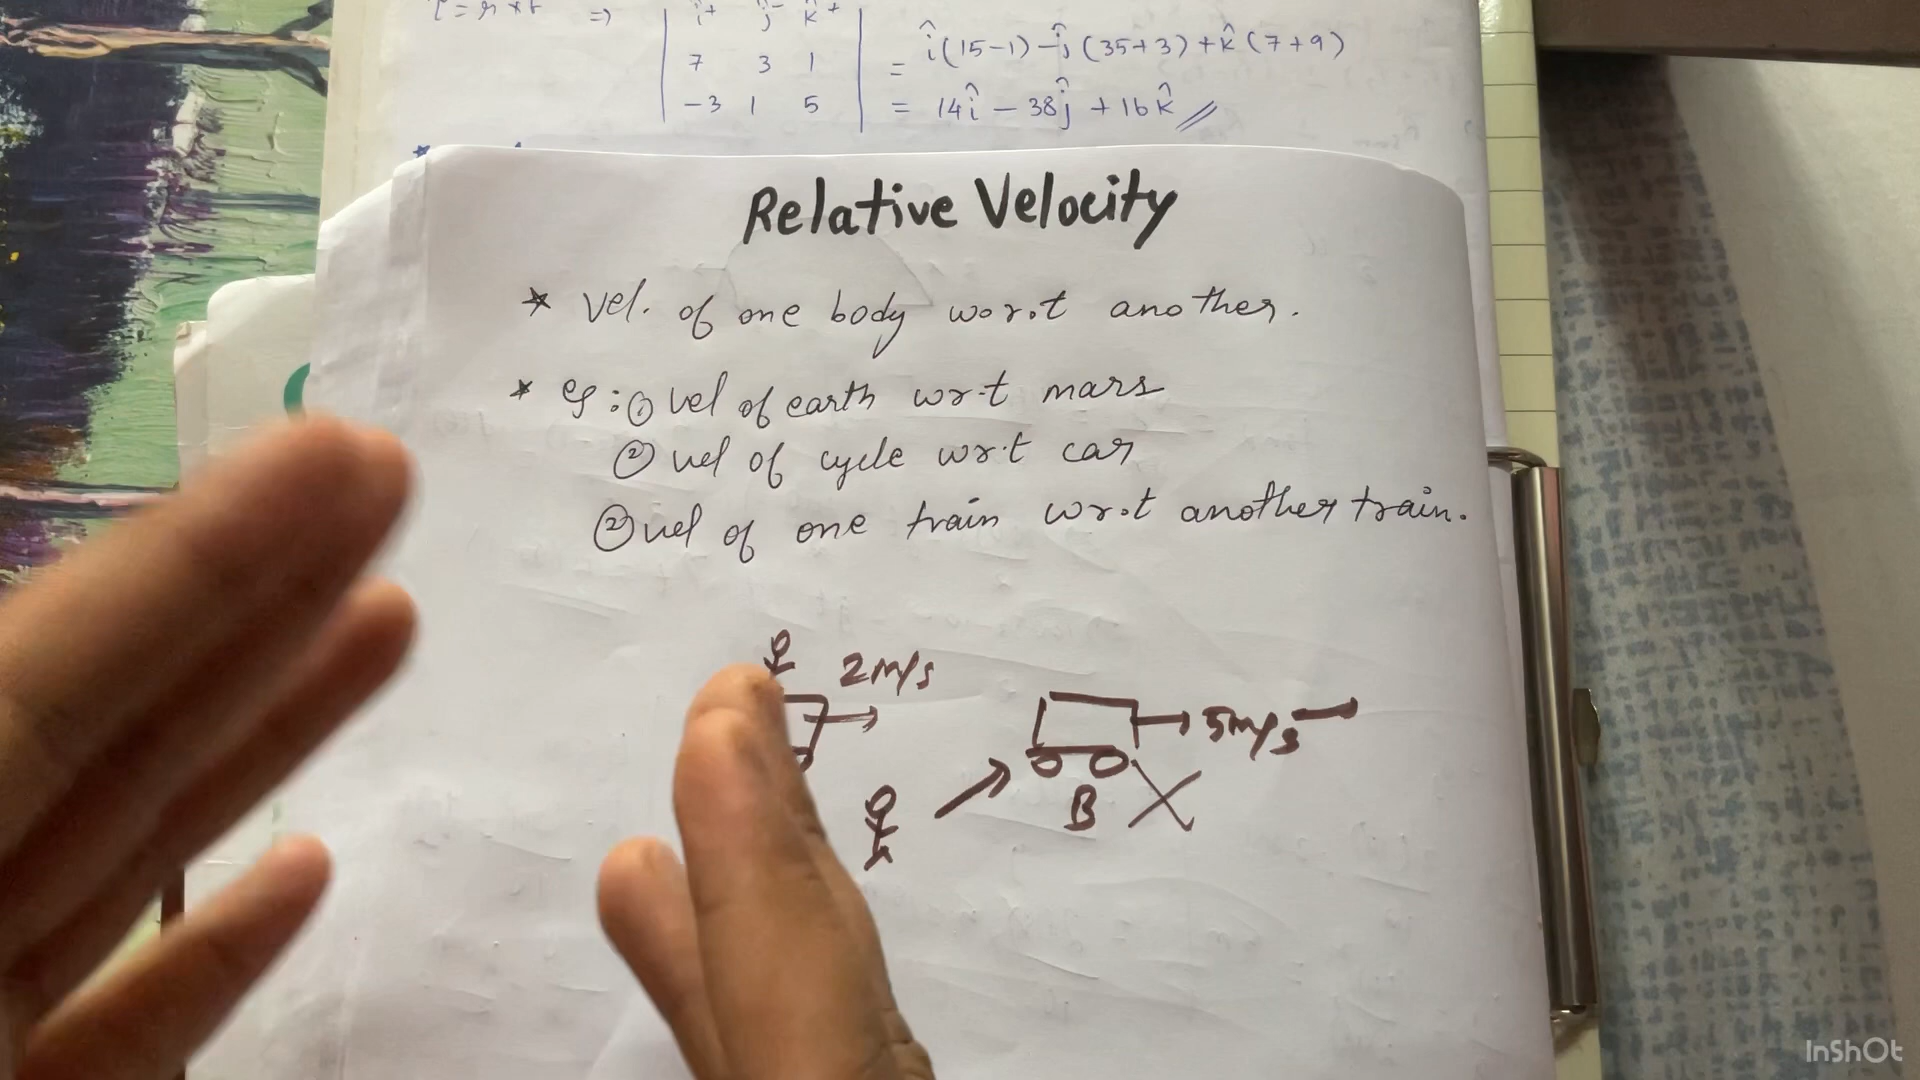 τ = r × f ⇒ | î+ ĵ- k̂+
7 3 1 | = î(15-1) - ĵ(35+3) + k̂(7+9)
-3 1 5 | = 14î - 38ĵ + 16k̂ //
Relative Velocity
* Vel. of one body w.r.t another.
* eg: ① vel of earth w.r.t mars
② vel of cycle w.r.t car
② vel of one train w.r.t another train.
2m/s
5m/s
B
InShOt